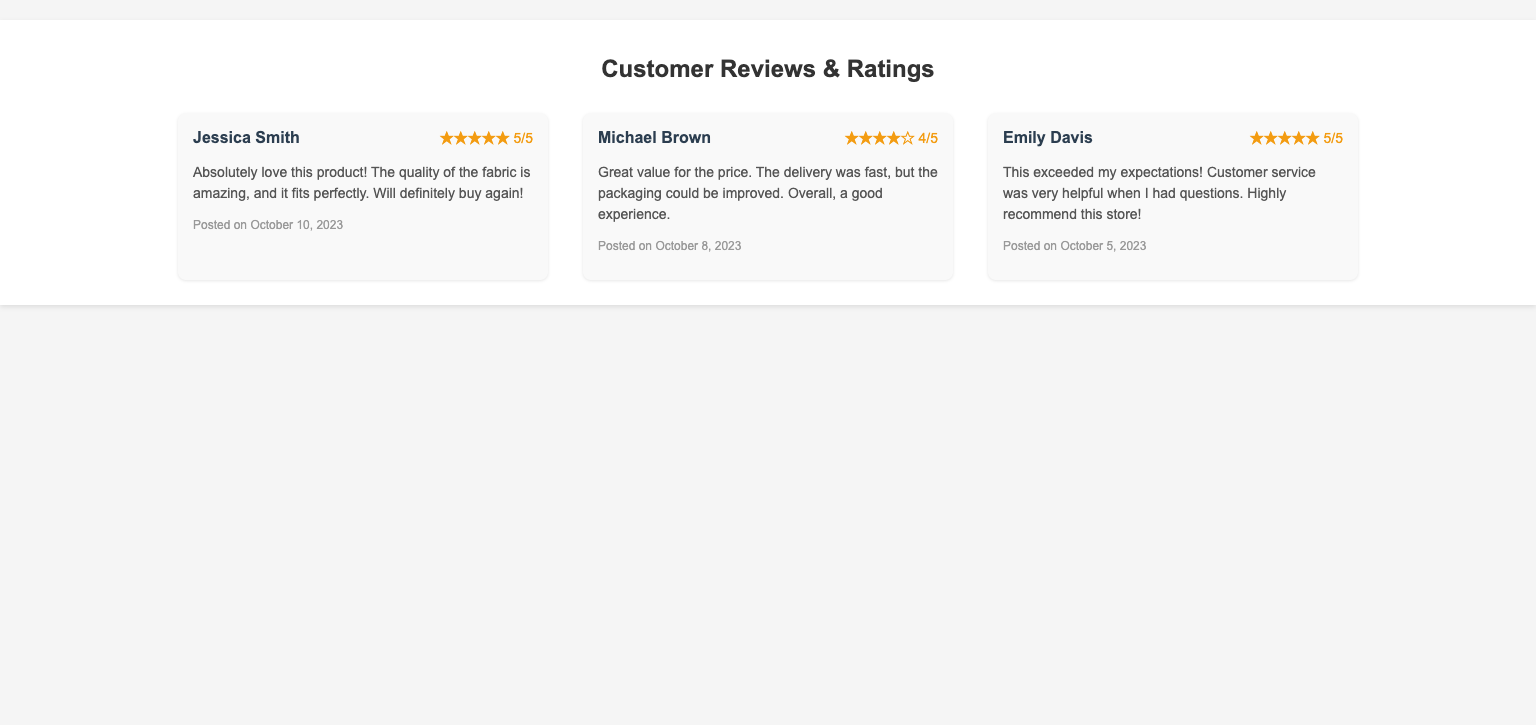 Customer Reviews & Ratings
Jessica Smith
★★★★★ 5/5
Absolutely love this product! The quality of the fabric is
amazing, and it fits perfectly. Will definitely buy again!
Posted on October 10, 2023
Michael Brown
★★★★☆ 4/5
Great value for the price. The delivery was fast, but the
packaging could be improved. Overall, a good
experience.
Posted on October 8, 2023
Emily Davis
★★★★★ 5/5
This exceeded my expectations! Customer service
was very helpful when I had questions. Highly
recommend this store!
Posted on October 5, 2023